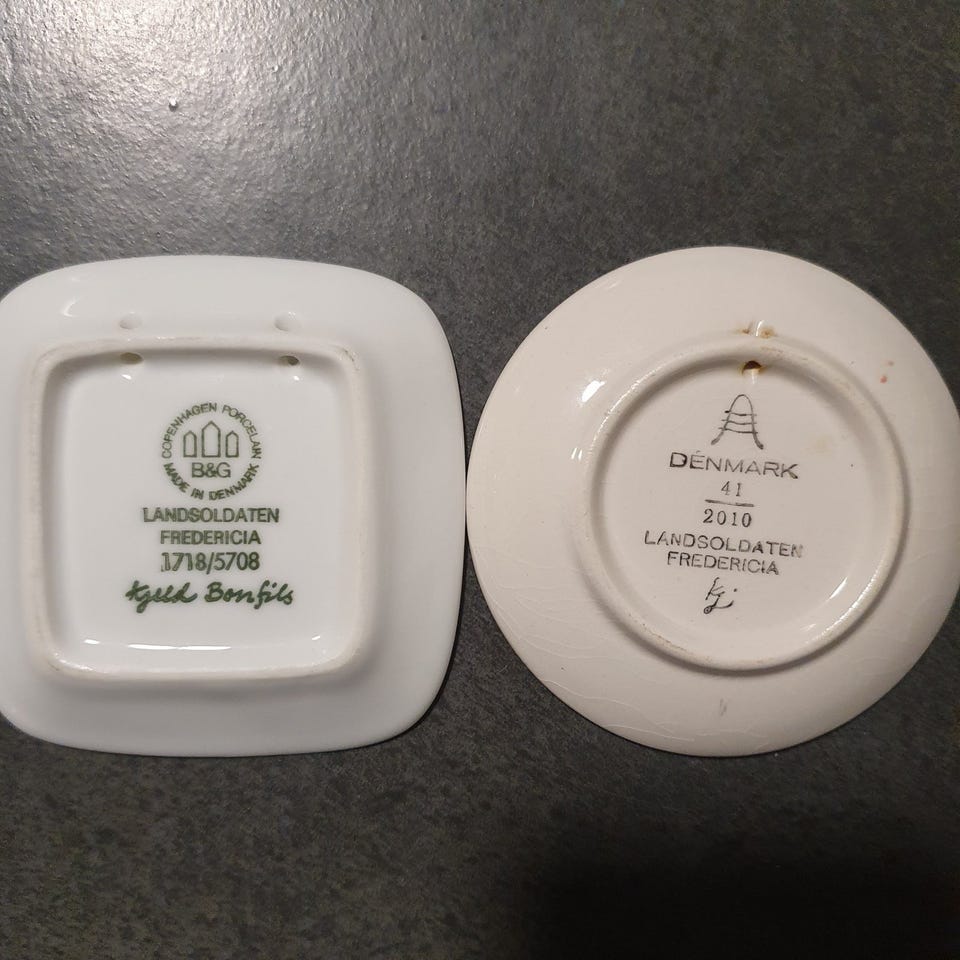 COPENHAGEN PORCELAIN
B&G
MADE IN DENMARK
LANDSOLDATEN
FREDERICIA
1718/5708
Kjeld Bonfils
DENMARK
41
2010
LANDSOLDATEN
FREDERICIA